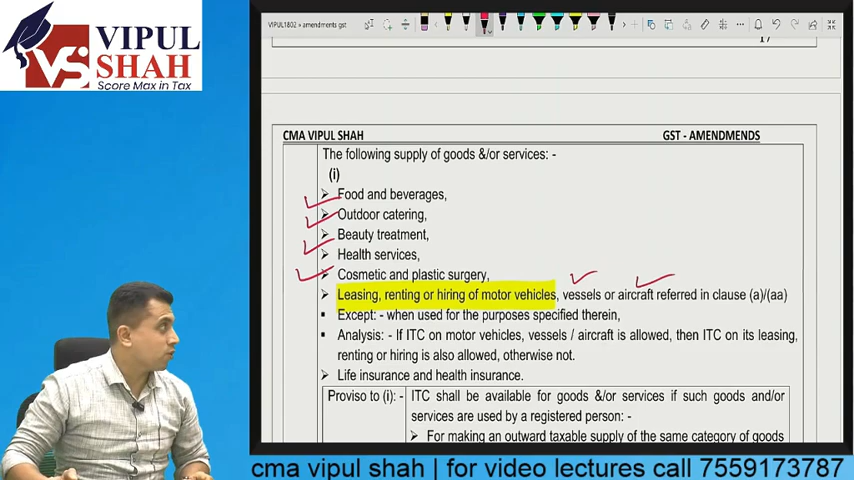 VIPUL
SHAH
VS
Score Max in Tax
VIPUL1802 + amendments gst
17
CMA VIPUL SHAH GST - AMENDMENDS
The following supply of goods &/or services: -
(i)
➤ Food and beverages,
➤ Outdoor catering,
➤ Beauty treatment,
➤ Health services,
➤ Cosmetic and plastic surgery,
➤ Leasing, renting or hiring of motor vehicles, vessels or aircraft referred in clause (a)/(aa)
▪ Except: - when used for the purposes specified therein,
▪ Analysis: - If ITC on motor vehicles, vessels / aircraft is allowed, then ITC on its leasing,
renting or hiring is also allowed, otherwise not.
➤ Life insurance and health insurance.
Proviso to (i): - ITC shall be available for goods &/or services if such goods and/or
services are used by a registered person: -
➤ For making an outward taxable supply of the same category of goods
cma vipul shah | for video lectures call 7559173787